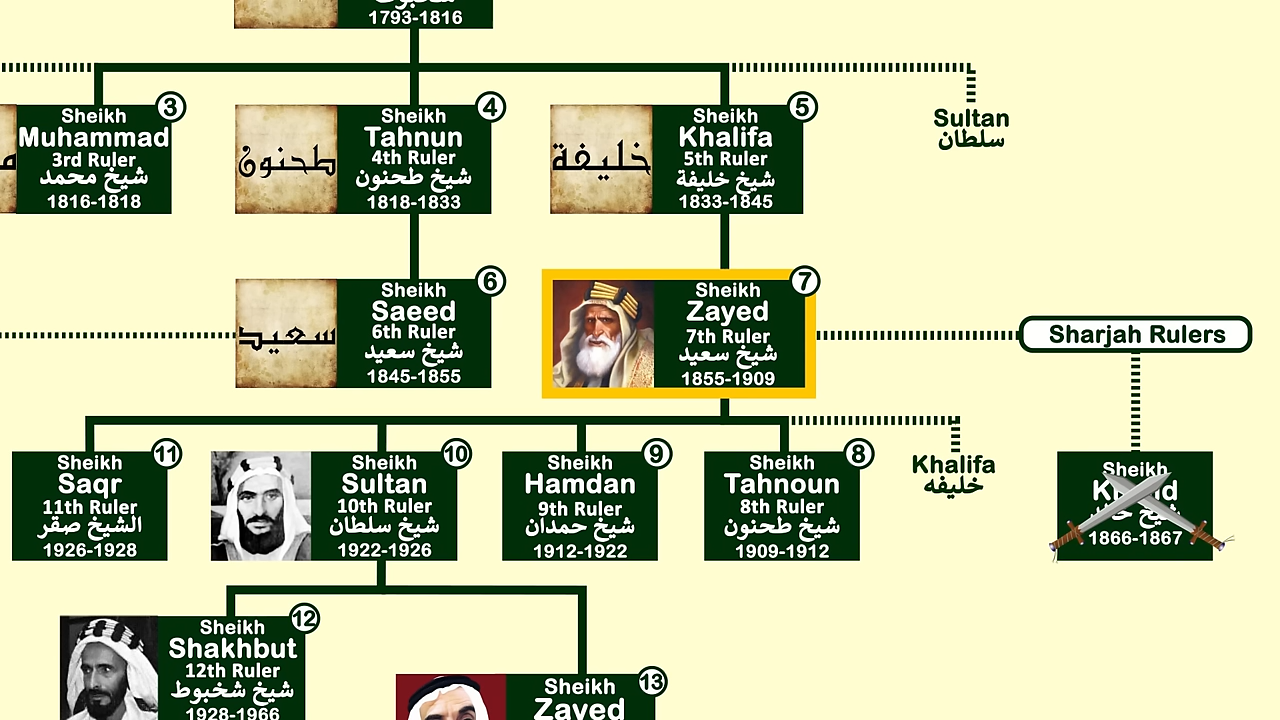 شخبوت
1793-1816
3
Sheikh
Muhammad
3rd Ruler
شيخ محمد
1816-1818
4
Sheikh
Tahnun
4th Ruler
شيخ طحنون
1818-1833
طحنون
5
Sheikh
Khalifa
5th Ruler
شيخ خليفة
1833-1845
خليفة
Sultan
سلطان
6
Sheikh
Saeed
6th Ruler
شيخ سعيد
1845-1855
سعيد
7
Sheikh
Zayed
7th Ruler
شيخ سعيد
1855-1909
Sharjah Rulers
11
Sheikh
Saqr
11th Ruler
الشيخ صقر
1926-1928
10
Sheikh
Sultan
10th Ruler
شيخ سلطان
1922-1926
9
Sheikh
Hamdan
9th Ruler
شيخ حمدان
1912-1922
8
Sheikh
Tahnoun
8th Ruler
شيخ طحنون
1909-1912
Khalifa
خليفه
Sheikh
شيخ
1866-1867
12
Sheikh
Shakhbut
12th Ruler
شيخ شخبوط
1928-1966
13
Sheikh
Zayed